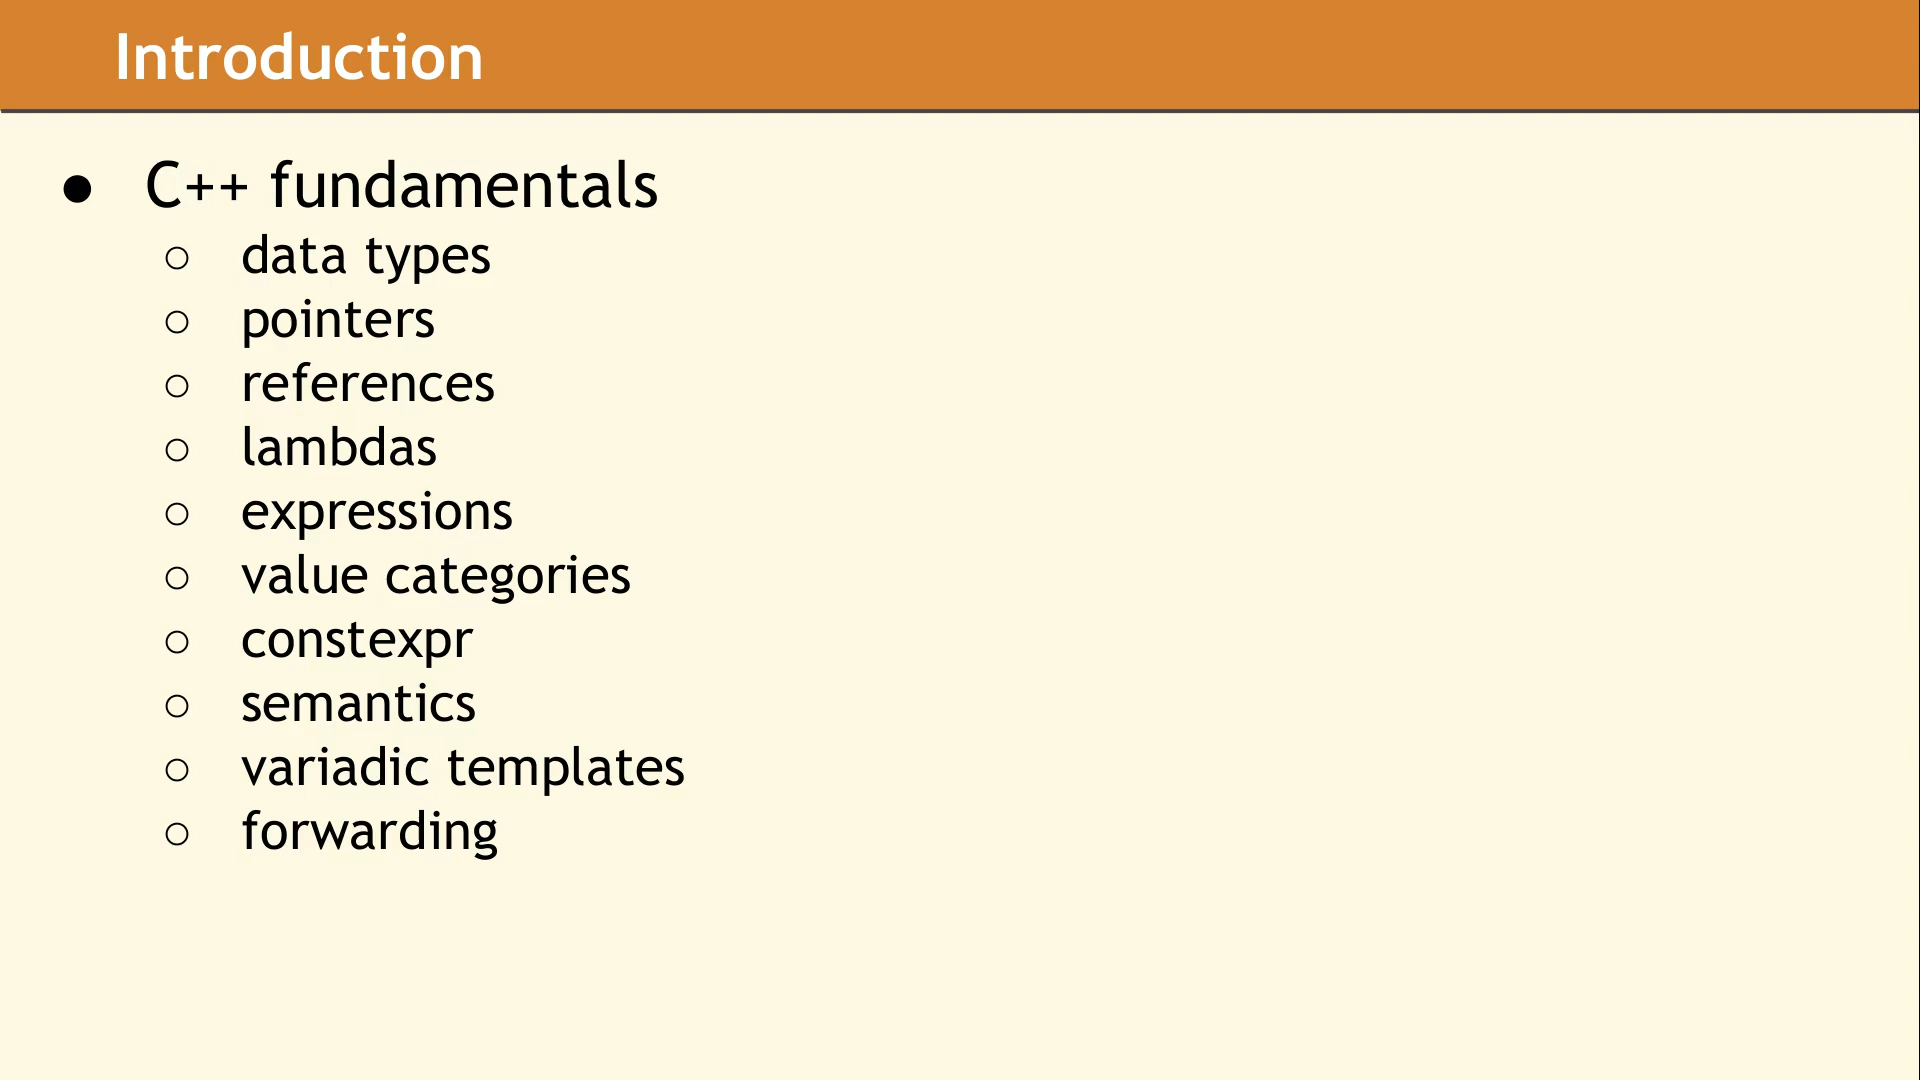 Introduction
● C++ fundamentals
○ data types
○ pointers
○ references
○ lambdas
○ expressions
○ value categories
○ constexpr
○ semantics
○ variadic templates
○ forwarding